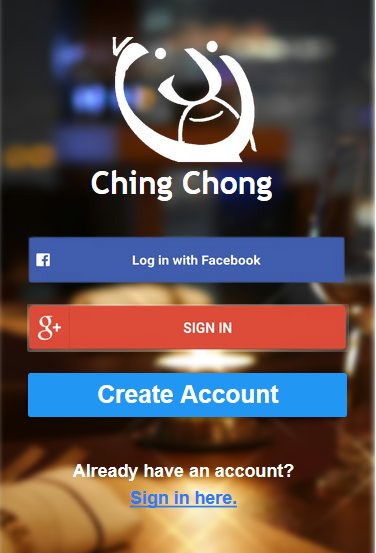 Ching Chong
Log in with Facebook
g+ SIGN IN
Create Account
Already have an account?
Sign in here.